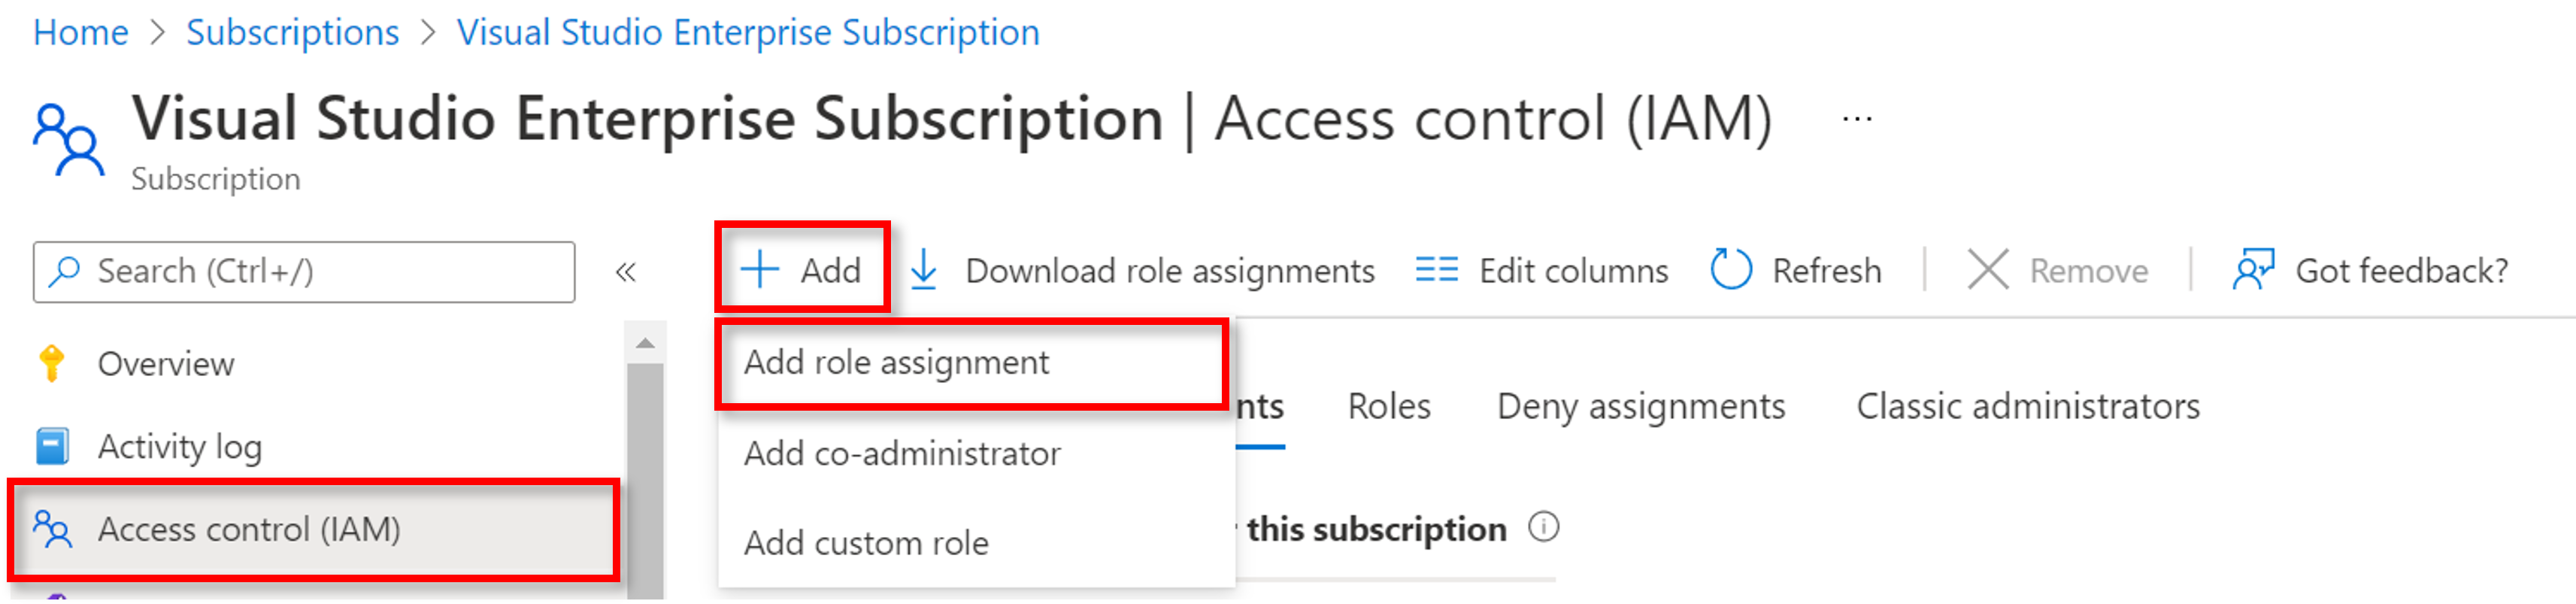 Home > Subscriptions > Visual Studio Enterprise Subscription
Visual Studio Enterprise Subscription | Access control (IAM) ...
Subscription
Search (Ctrl+/) «
Add Download role assignments Edit columns Refresh | Remove | Got feedback?
Overview
Activity log
Access control (IAM)
Add role assignment
Add co-administrator
Add custom role
nts Roles Deny assignments Classic administrators
this subscription